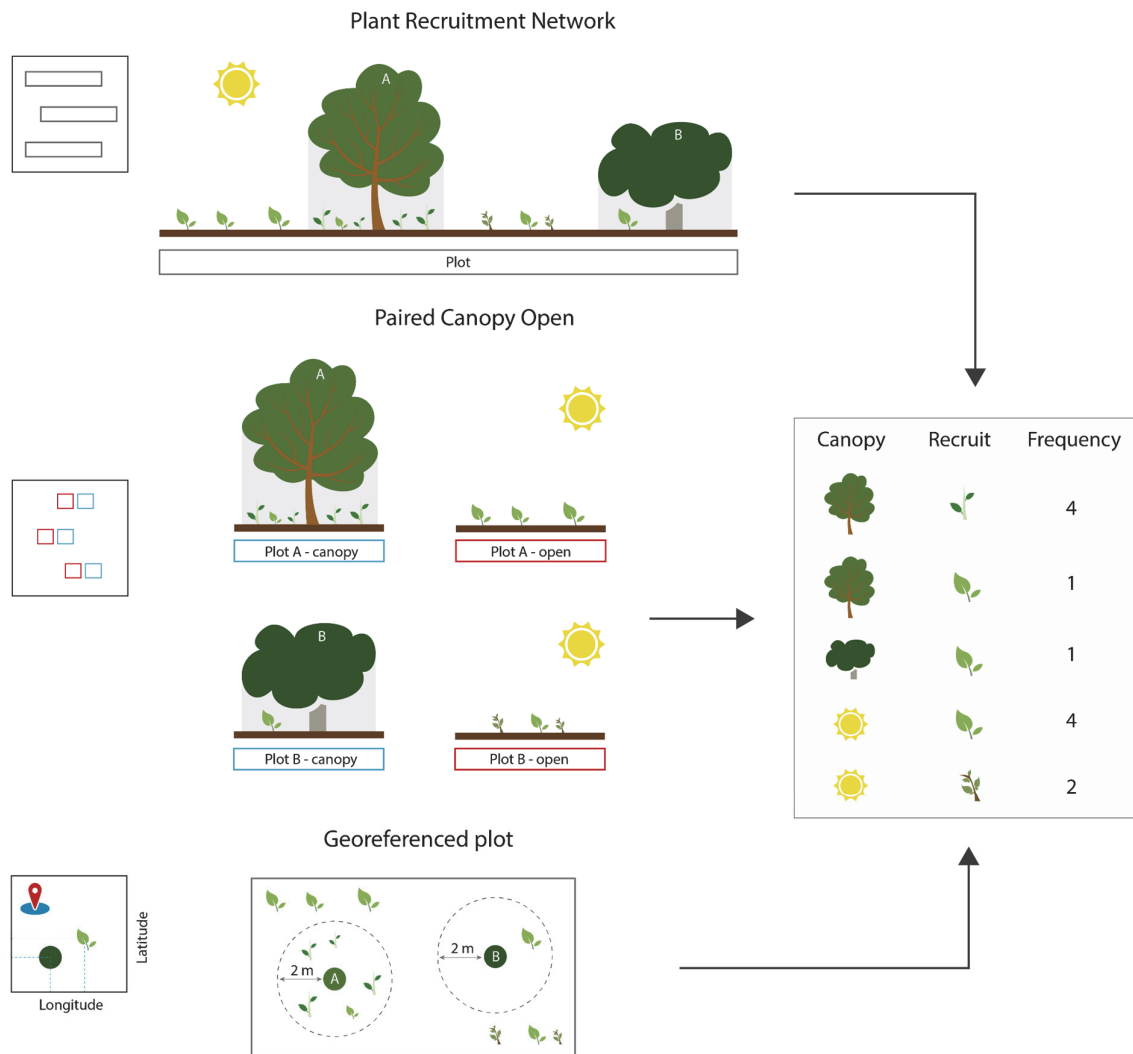 Plant Recruitment Network
A
B
Plot
Paired Canopy Open
A
Plot A - canopy
Plot A - open
B
Plot B - canopy
Plot B - open
Canopy Recruit Frequency
4
1
1
4
2
Georeferenced plot
Latitude
Longitude
2 m
A
2 m
B